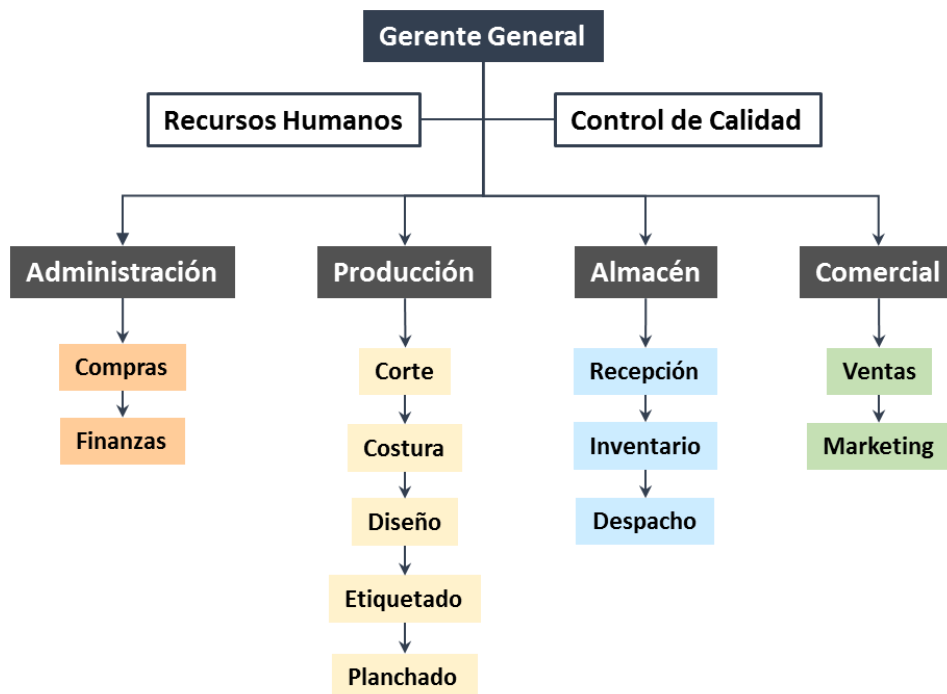 Gerente General
Recursos Humanos
Control de Calidad
Administración
Producción
Almacén
Comercial
Compras
Finanzas
Corte
Costura
Diseño
Etiquetado
Planchado
Recepción
Inventario
Despacho
Ventas
Marketing